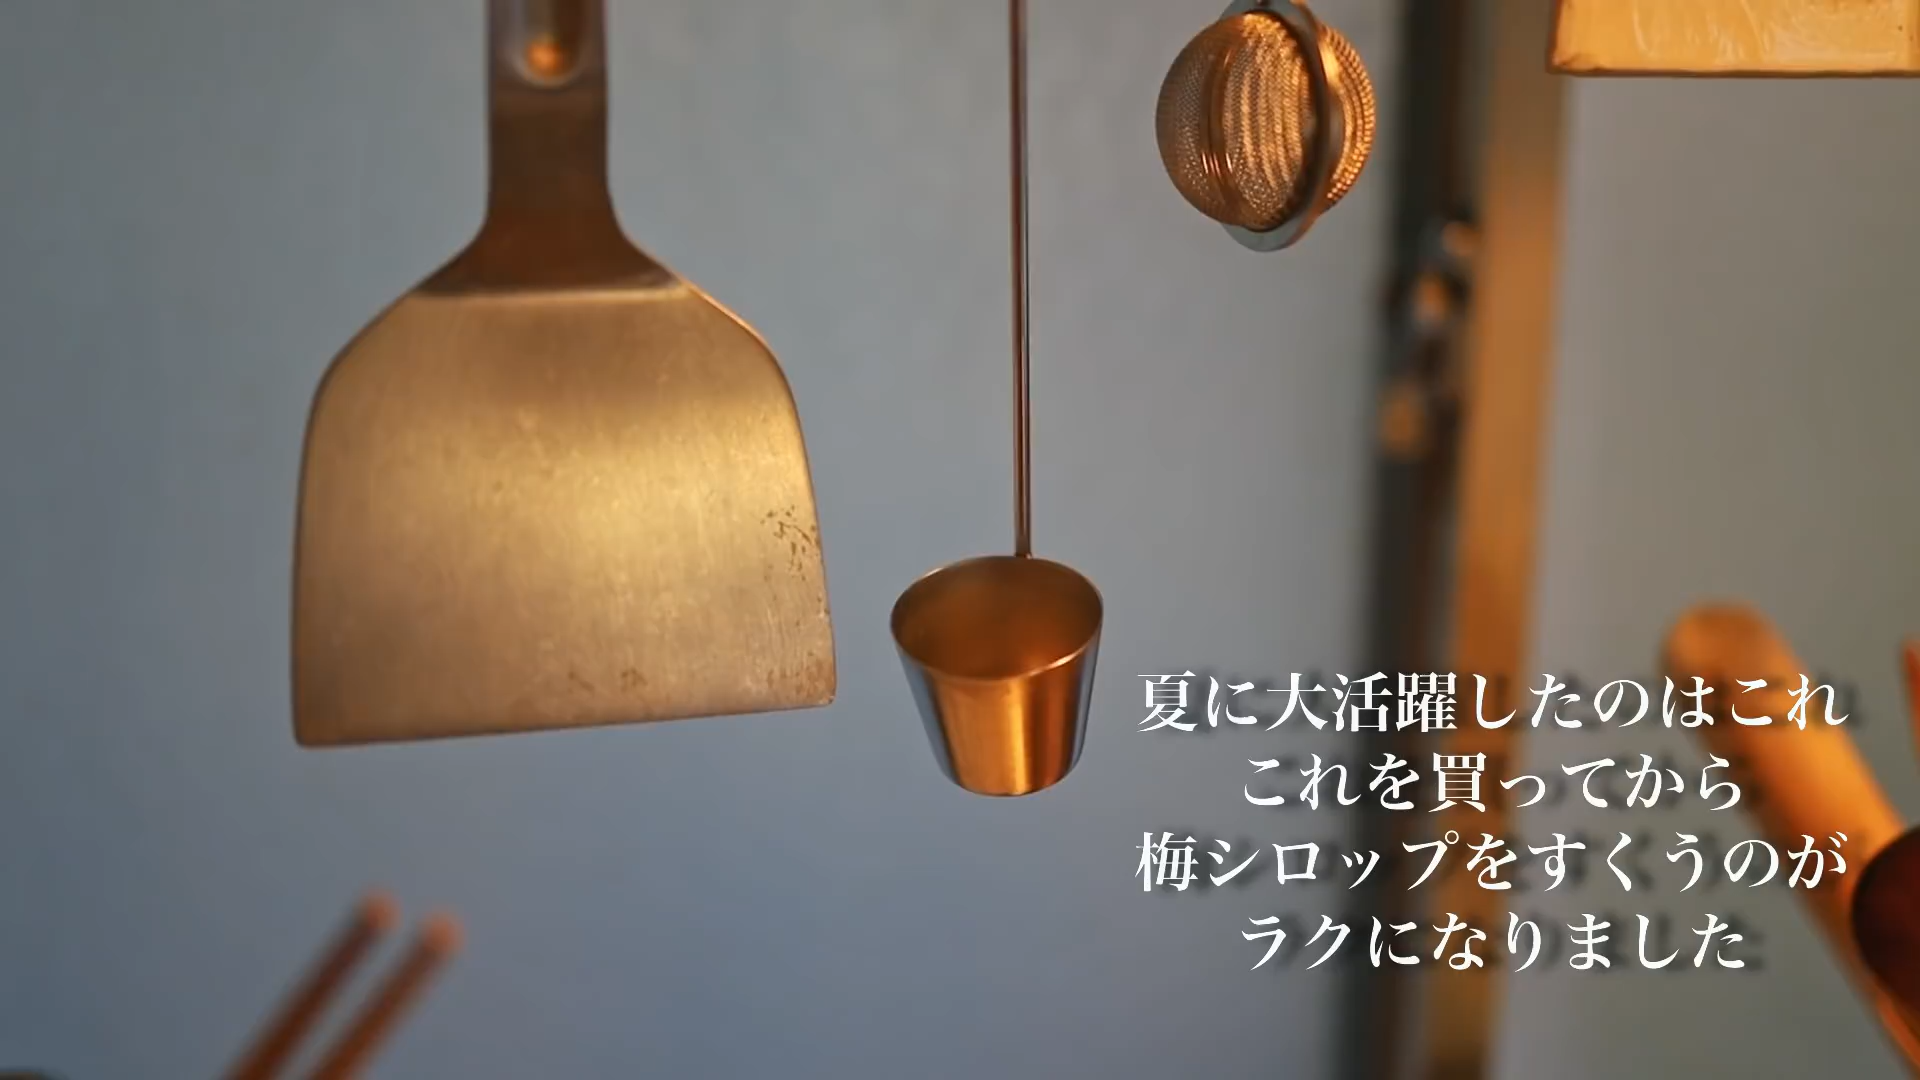 夏に大活躍したのはこれ
これを買ってから
梅シロップをすくうのが
ラクになりました